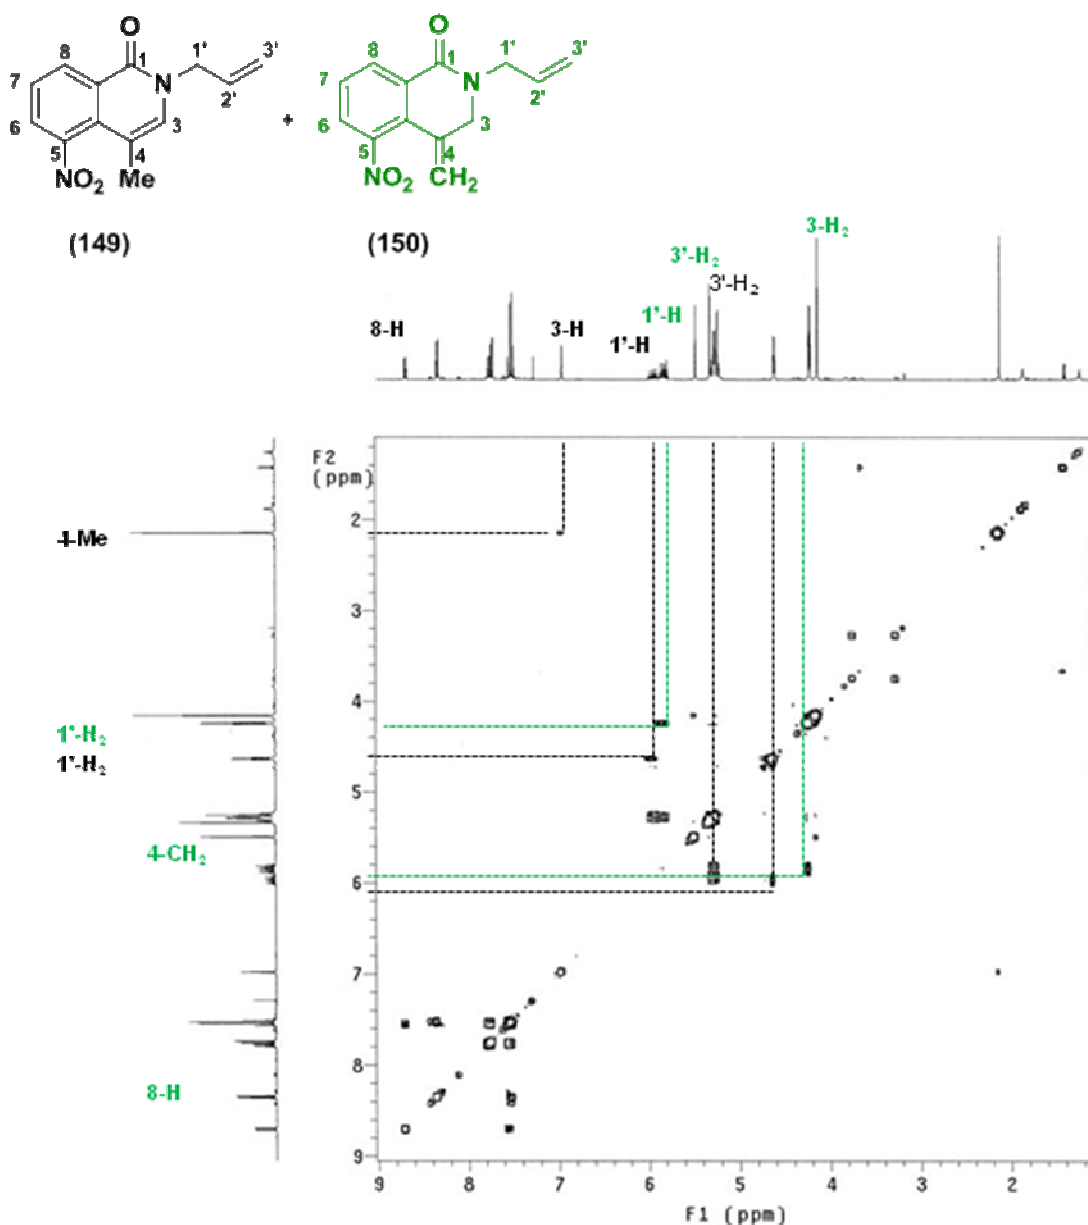 O O
8 1 1' 3' 8 1 1' 3'
7 N 2' 7 N 2'
6 3 + 6 3
5 4 5 4
NO2 Me NO2 CH2
(149) (150)
3-H2
3'-H2
3'-H2
8-H 3-H 1'-H
1'-H
F2
(ppm)
2
4-Me
3
4
1'-H2
1'-H2
5
4-CH2
6
7
8
8-H
9
9 8 7 6 5 4 3 2
F1 (ppm)